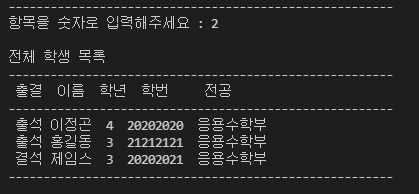 항목을 숫자로 입력해주세요 : 2
전체 학생 목록
출결 이름 학년 학번 전공
출석 이정곤 4 20202020 응용수학부
출석 홍길동 3 21212121 응용수학부
결석 제임스 3 20202021 응용수학부